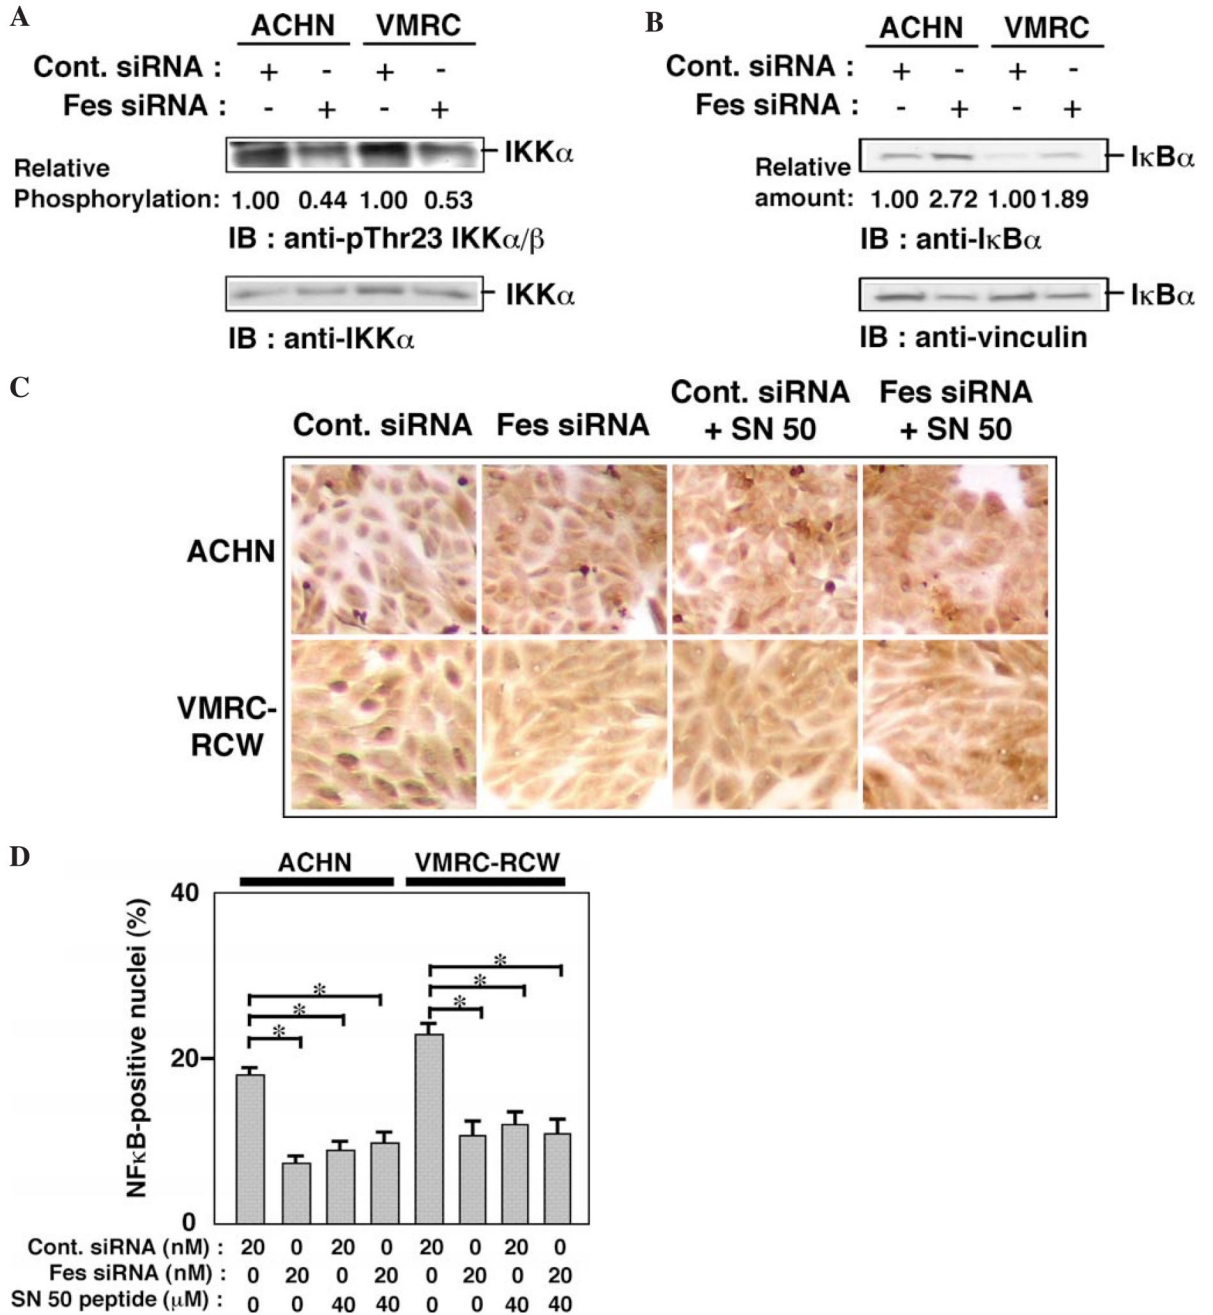 A
ACHN VMRC
Cont. siRNA : + - + -
Fes siRNA : - + - +
IKKα
Relative
Phosphorylation: 1.00 0.44 1.00 0.53
IB : anti-pThr23 IKKα/β
IKKα
IB : anti-IKKα
B
ACHN VMRC
Cont. siRNA : + - + -
Fes siRNA : - + - +
IκBα
Relative
amount: 1.00 2.72 1.00 1.89
IB : anti-IκBα
IκBα
IB : anti-vinculin
C
Cont. siRNA Fes siRNA Cont. siRNA + SN 50 Fes siRNA + SN 50
ACHN
VMRC-
RCW
D
ACHN VMRC-RCW
40
20
0
NFκB-positive nuclei (%)
* * * * * *
Cont. siRNA (nM) : 20 0 20 0 20 0 20 0
Fes siRNA (nM) : 0 20 0 20 0 20 0 20
SN 50 peptide (μM) : 0 0 40 40 0 0 40 40